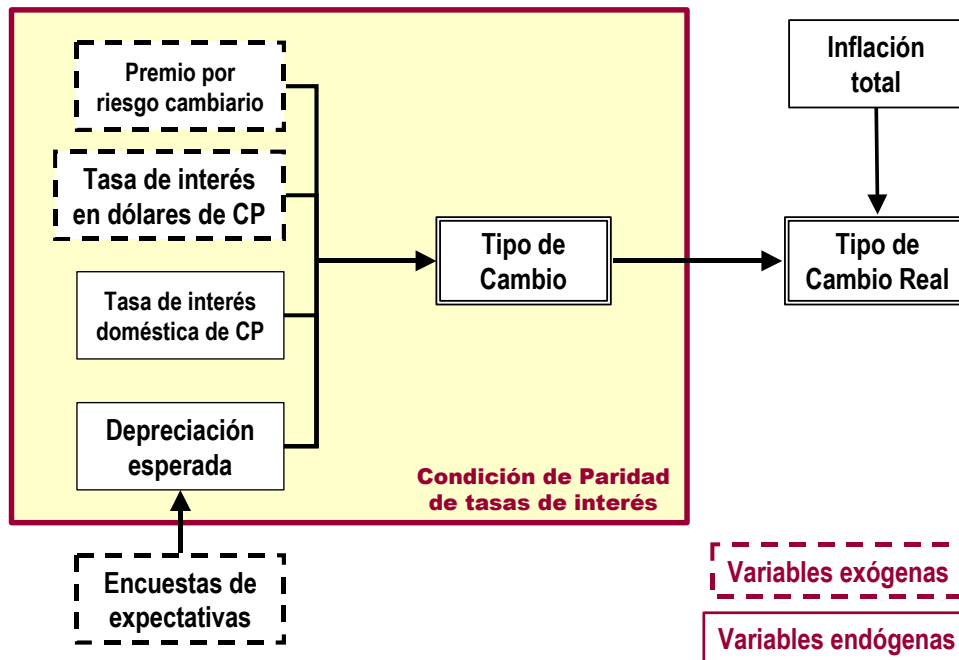 Premio por
riesgo cambiario
Tasa de interés
en dólares de CP
Tasa de interés
doméstica de CP
Depreciación
esperada
Encuestas de
expectativas
Tipo de
Cambio
Condición de Paridad
de tasas de interés
Inflación
total
Tipo de
Cambio Real
Variables exógenas
Variables endógenas